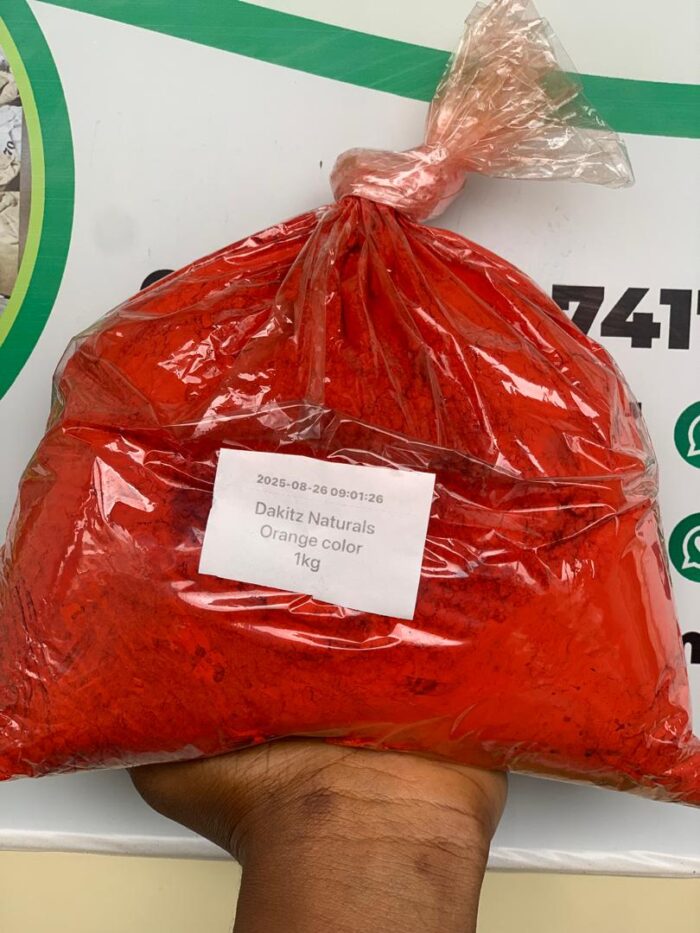 741
2025-08-26 09:01:26
Dakitz Naturals
Orange color
1kg